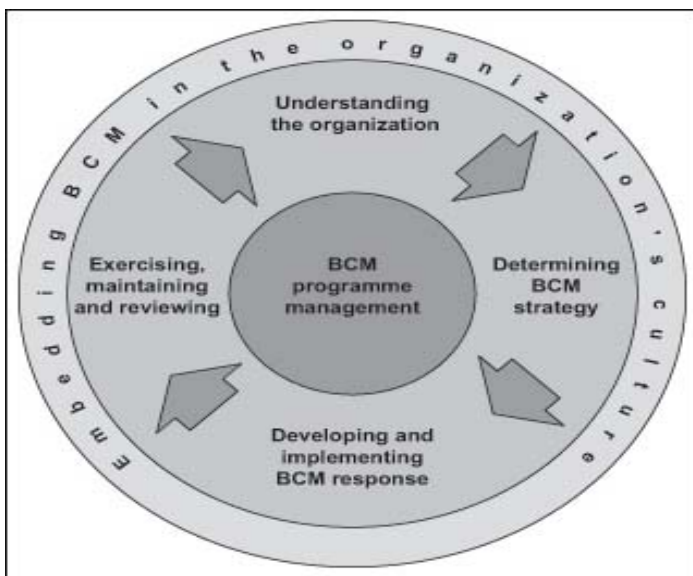 Embedding BCM in the organization's culture
Understanding
the organization
Exercising,
maintaining
and reviewing
BCM
programme
management
Determining
BCM
strategy
Developing and
implementing
BCM response